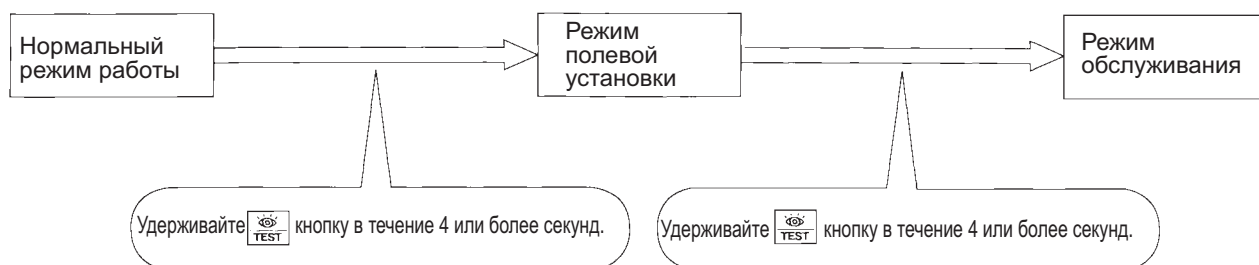 Нормальный
режим работы
Режим
полевой
установки
Режим
обслуживания
Удерживайте TEST кнопку в течение 4 или более секунд.
Удерживайте TEST кнопку в течение 4 или более секунд.